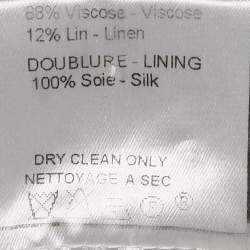 88% Viscose - Viscose
12% Lin - Linen
DOUBLURE - LINING
100% Soie - Silk
DRY CLEAN ONLY
NETTOYAGE A SEC